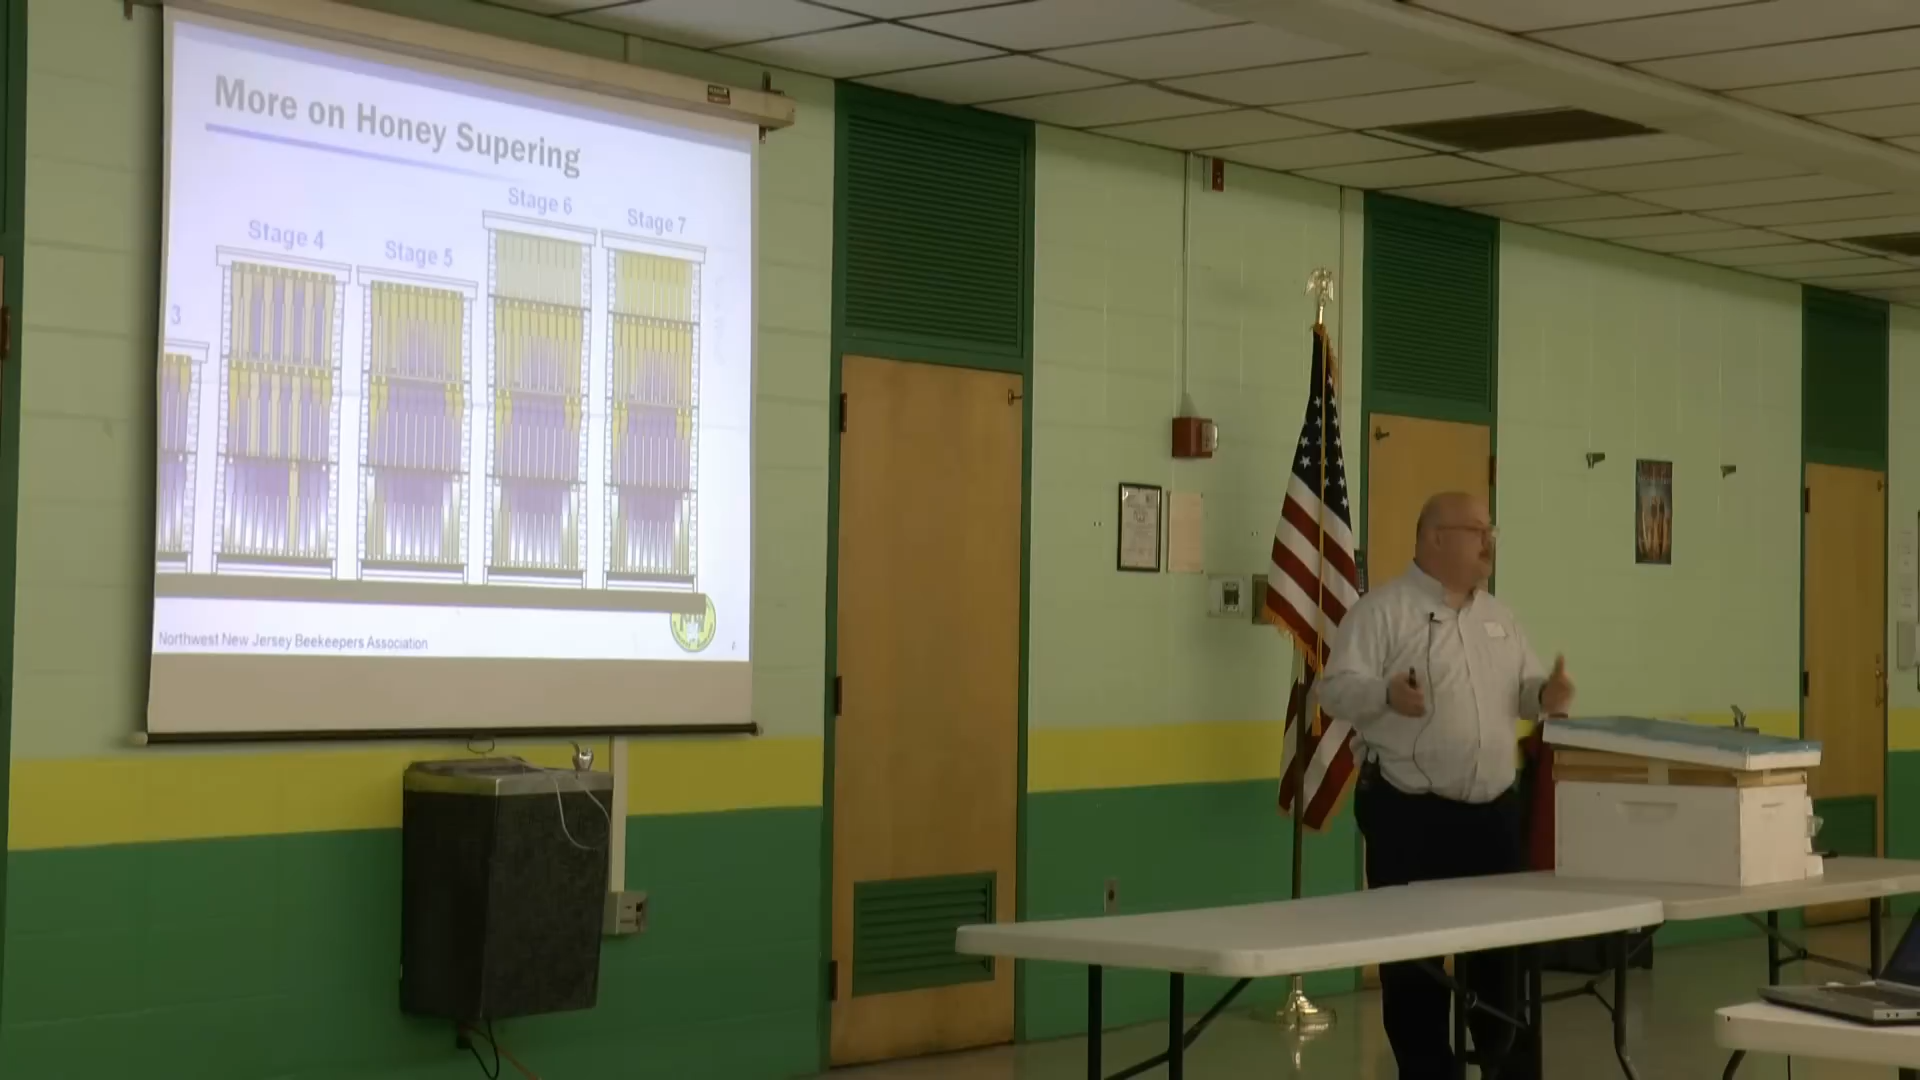 More on Honey Supering
Stage 6
Stage 7
Stage 4
Stage 5
3
Northwest New Jersey Beekeepers Association